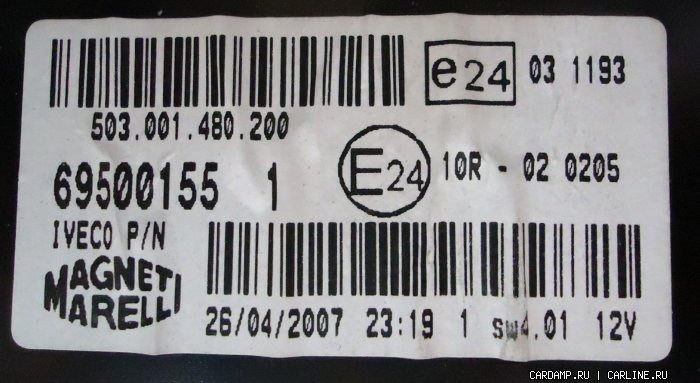 e24 03 1193
503.001.480.200
E24 10R - 02 0205
69500155 1
IVECO P/N
MAGNETI
MARELLI
26/04/2007 23:19 1 sw4.01 12V
CARDAMP.RU | CARLINE.RU